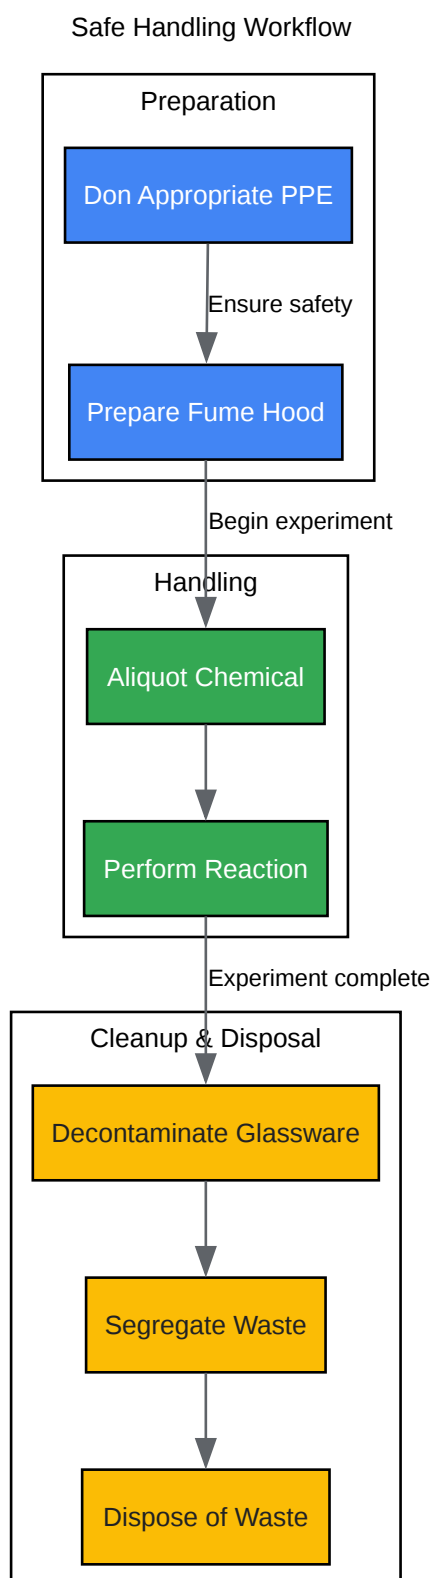 Safe Handling Workflow
Preparation
Don Appropriate PPE
Ensure safety
Prepare Fume Hood
Begin experiment
Handling
Aliquot Chemical
Perform Reaction
Experiment complete
Cleanup & Disposal
Decontaminate Glassware
Segregate Waste
Dispose of Waste